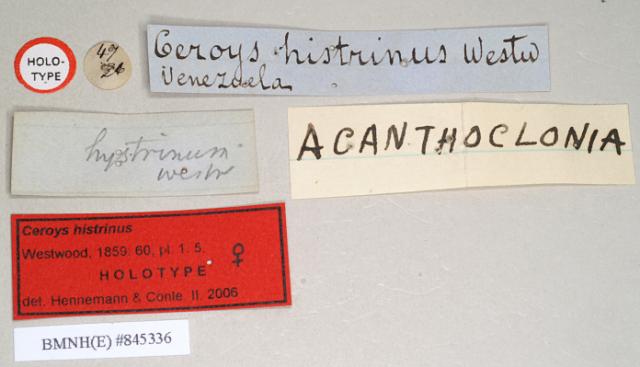 HOLO-
TYPE
49
26
Ceroys histrinus Westw
Venezuela
hystrinum
westw
ACANTHOCLONIA
Ceroys histrinus
Westwood, 1859: 60, pl. 1. 5.
HOLOTYPE ♀
det. Hennemann & Conle. II. 2006
BMNH(E) #845336